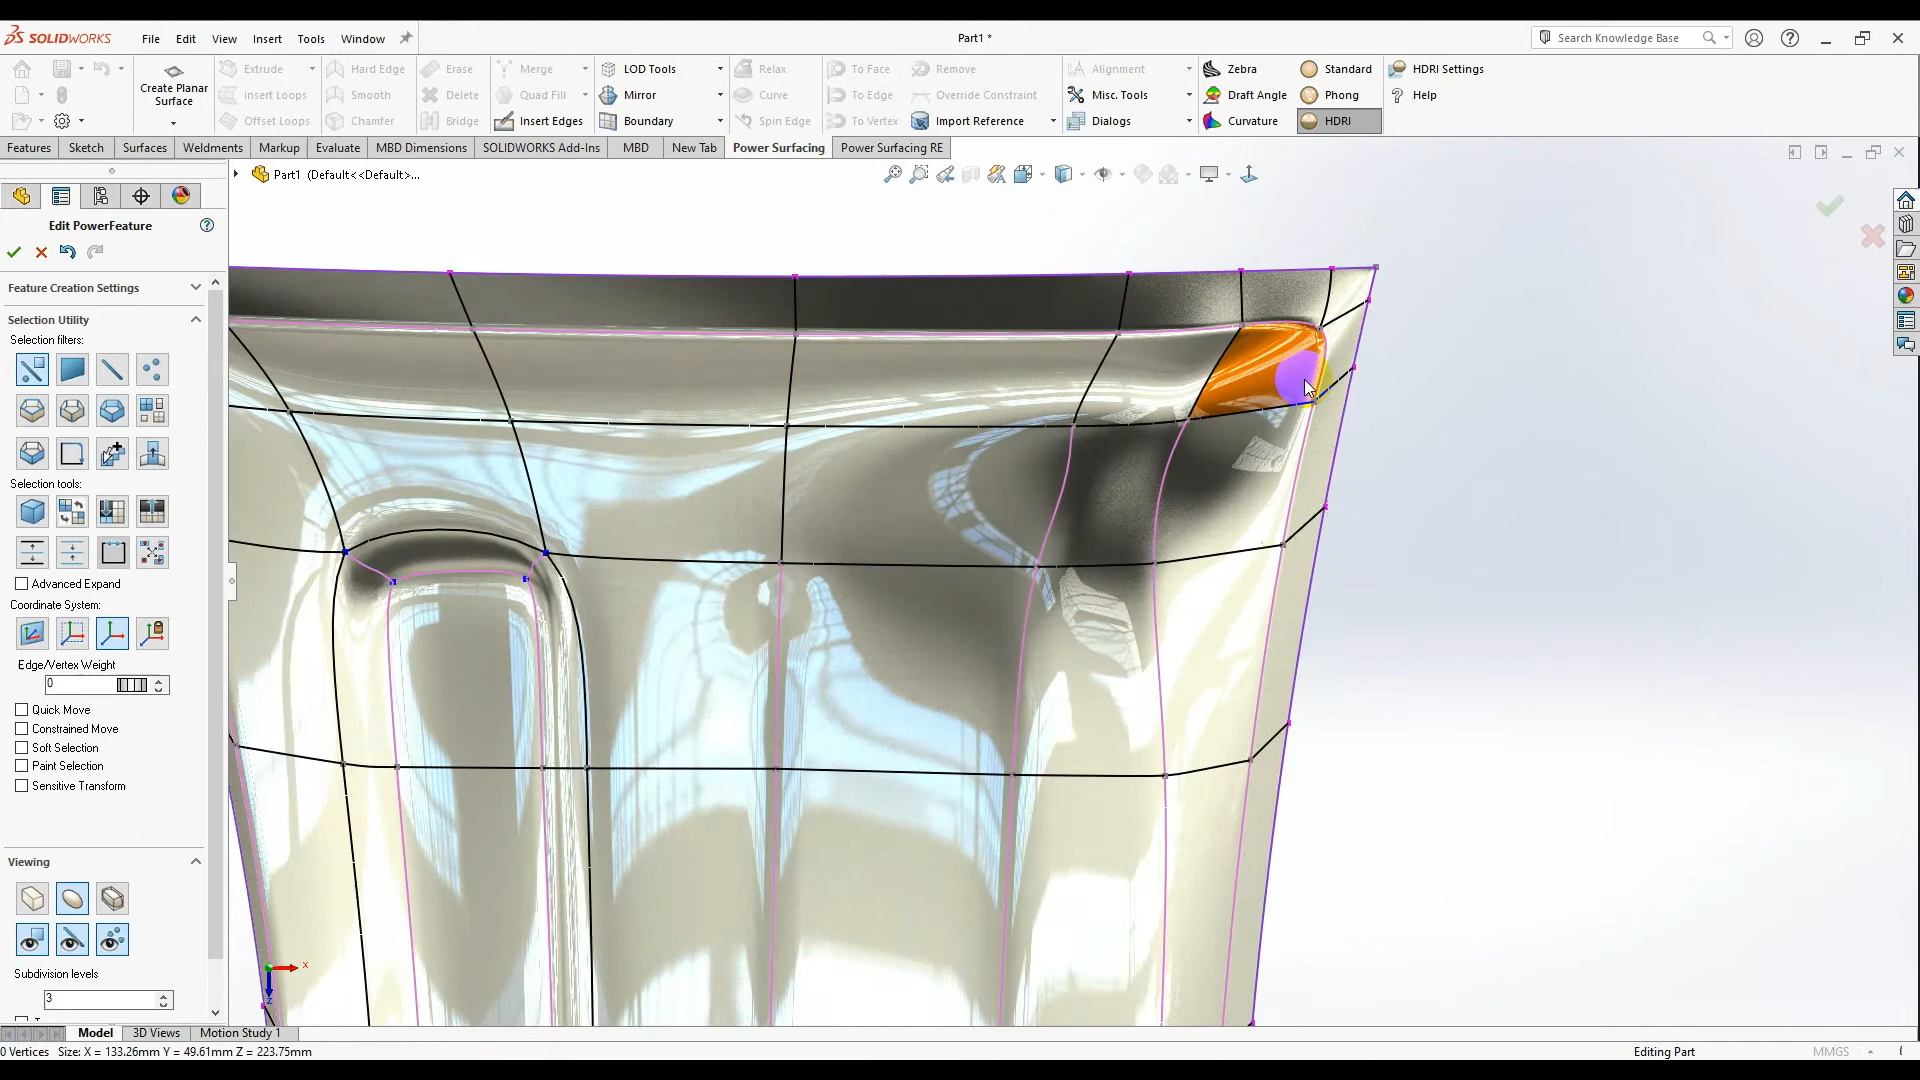 SOLIDWORKS File Edit View Insert Tools Window Part1 * Search Knowledge Base
Extrude Hard Edge Erase Merge LOD Tools Relax To Face Remove Alignment Zebra Standard HDRI Settings
Create Planar Surface
Insert Loops Smooth Delete Quad Fill Mirror Curve To Edge Override Constraint Misc. Tools Draft Angle Phong Help
Offset Loops Chamfer Bridge Insert Edges Boundary Spin Edge To Vertex Import Reference Dialogs Curvature HDRI
Features Sketch Surfaces Weldments Markup Evaluate MBD Dimensions SOLIDWORKS Add-Ins MBD New Tab Power Surfacing Power Surfacing RE
Part1 (Default<<Default>...
Edit PowerFeature
Feature Creation Settings
Selection Utility
Selection filters:
Selection tools:
Advanced Expand
Coordinate System:
Edge/Vertex Weight
0
Quick Move
Constrained Move
Soft Selection
Paint Selection
Sensitive Transform
Viewing
Subdivision levels
3
x
z
Model 3D Views Motion Study 1
0 Vertices Size: X = 133.26mm Y = 49.61mm Z = 223.75mm Editing Part MMGS